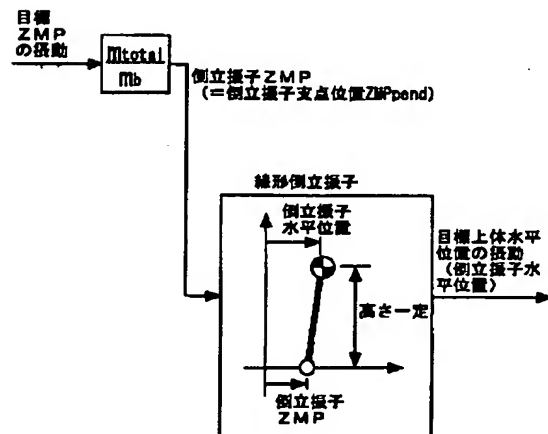 目標
ZMP
の摂動
mtotal
mb
倒立振子ZMP
(=倒立振子支点位置ZMPpend)
線形倒立振子
倒立振子
水平位置
高さ一定
倒立振子
ZMP
目標上体水平
位置の摂動
(倒立振子水
平位置)